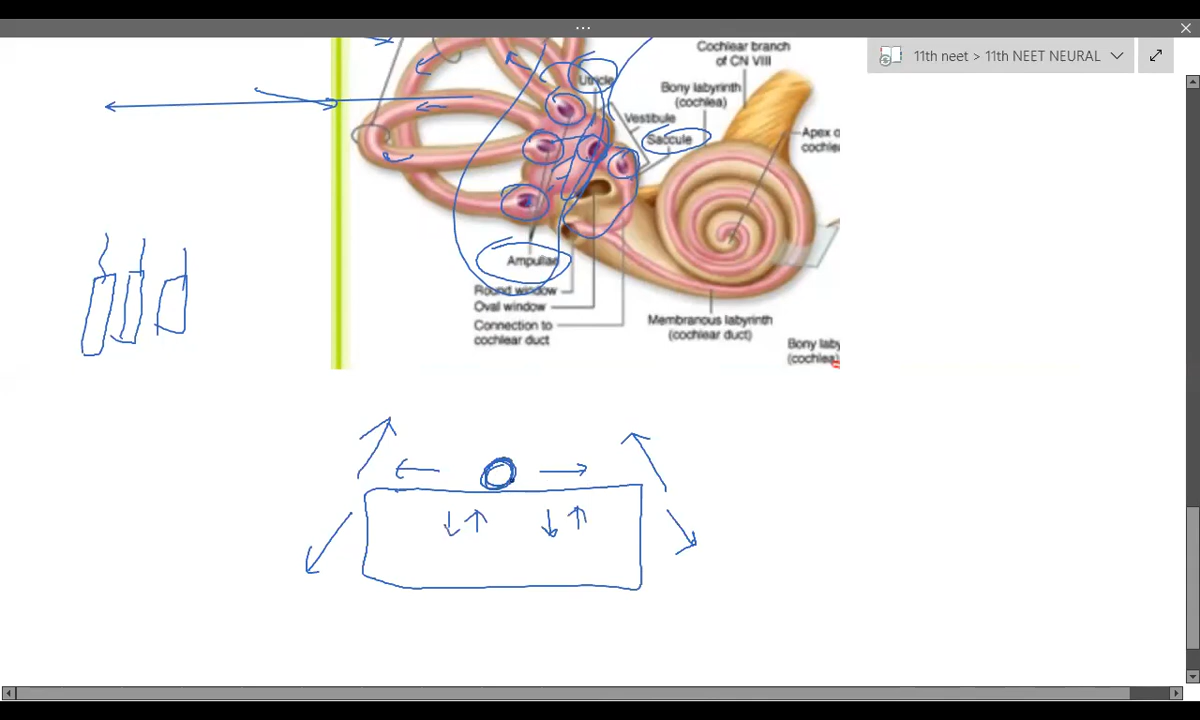 11th neet > 11th NEET NEURAL
Cochlear branch
of CN VIII
Utricle
Bony labyrinth
(cochlea)
Vestibule
Saccule
Apex o
cochle
Ampullae
Round window
Oval window
Connection to
cochlear duct
Membranous labyrinth
(cochlear duct)
Bony laby
(cochlea